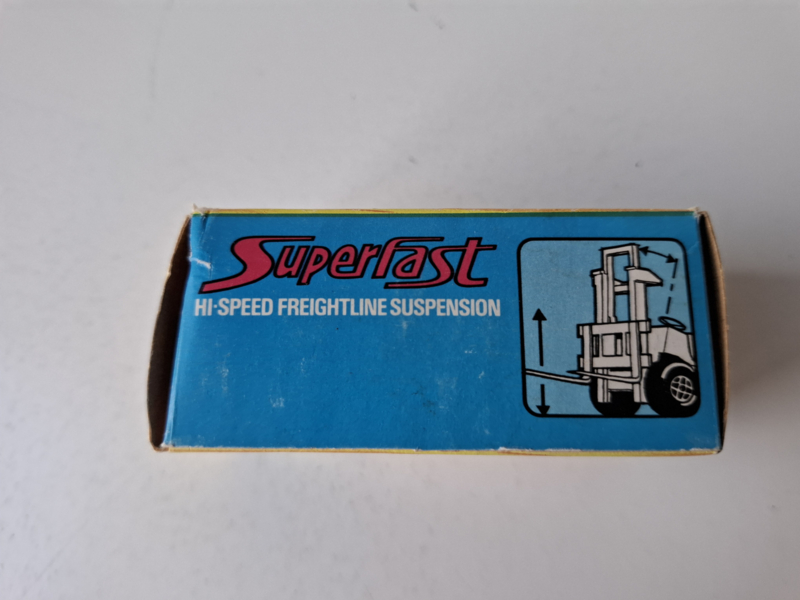 Superfast
HI-SPEED FREIGHTLINE SUSPENSION